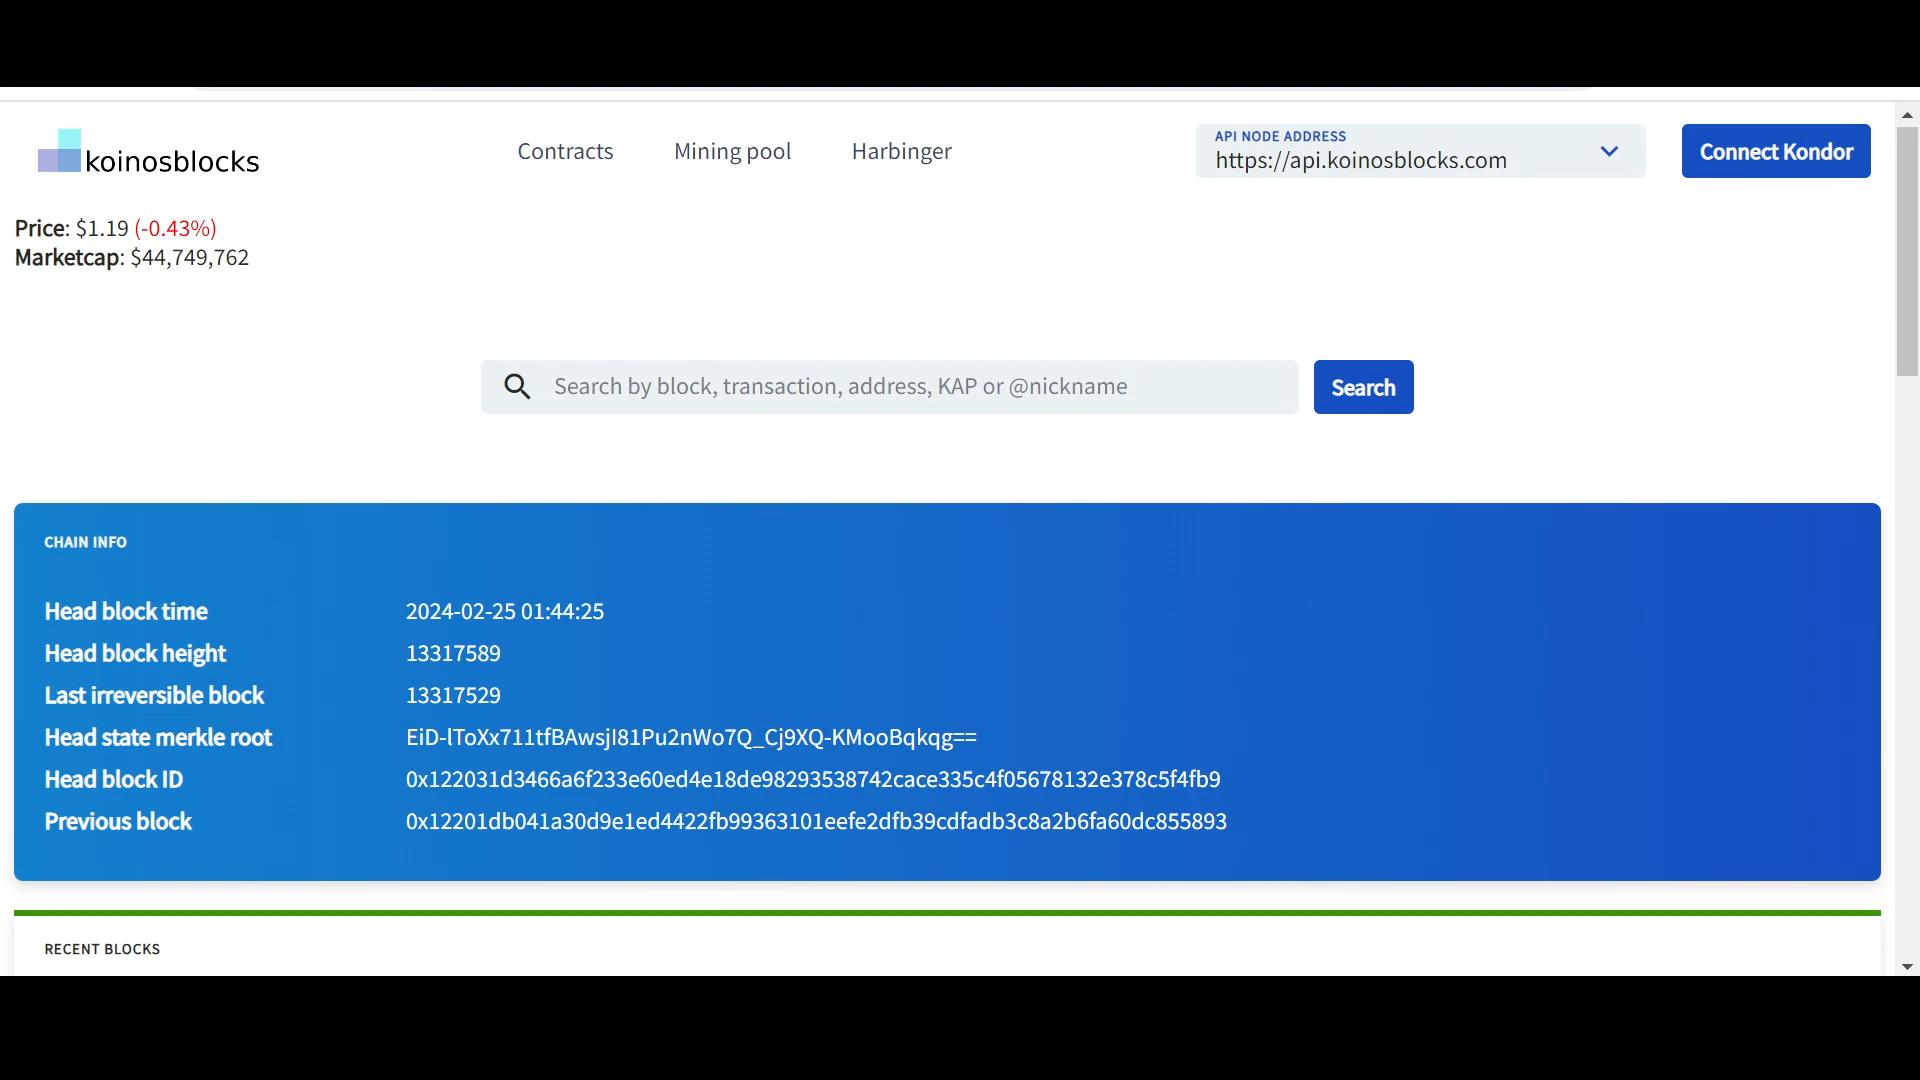 koinosblocks
Contracts
Mining pool
Harbinger
API NODE ADDRESS
https://api.koinosblocks.com
Connect Kondor
Price: $1.19 (-0.43%)
Marketcap: $44,749,762
Search by block, transaction, address, KAP or @nickname
Search
CHAIN INFO
Head block time 2024-02-25 01:44:25
Head block height 13317589
Last irreversible block 13317529
Head state merkle root EiD-lToXx711tfBAwsjI81Pu2nWo7Q_Cj9XQ-KMooBqkqg==
Head block ID 0x122031d3466a6f233e60ed4e18de98293538742cace335c4f05678132e378c5f4fb9
Previous block 0x12201db041a30d9e1ed4422fb99363101eefe2dfb39cdfadb3c8a2b6fa60dc855893
RECENT BLOCKS